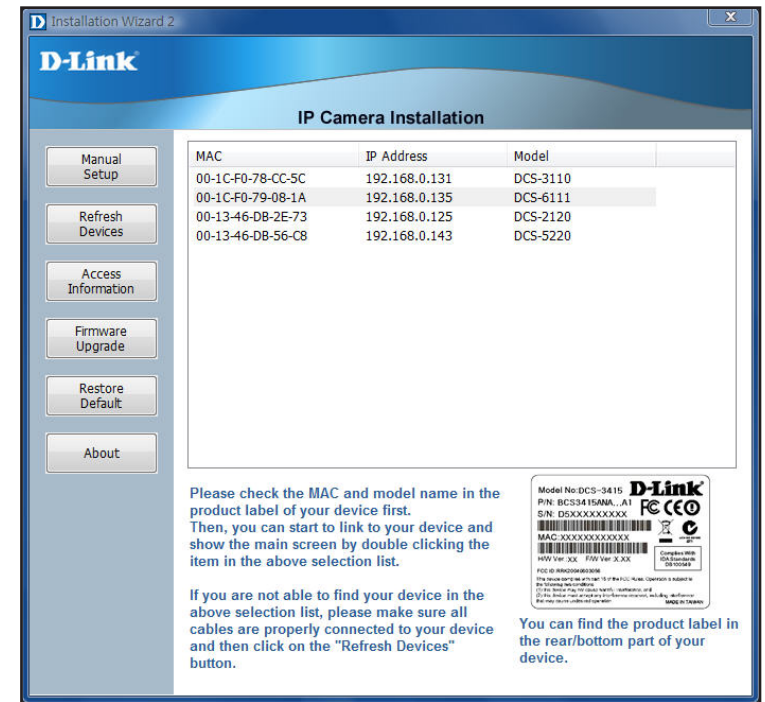 Installation Wizard 2
D-Link
IP Camera Installation
Manual
Setup
Refresh
Devices
Access
Information
Firmware
Upgrade
Restore
Default
About
MAC IP Address Model
00-1C-F0-78-CC-5C 192.168.0.131 DCS-3110
00-1C-F0-79-08-1A 192.168.0.135 DCS-6111
00-13-46-DB-2E-73 192.168.0.125 DCS-2120
00-13-46-DB-56-C8 192.168.0.143 DCS-5220
Please check the MAC and model name in the
product label of your device first.
Then, you can start to link to your device and
show the main screen by double clicking the
item in the above selection list.
If you are not able to find your device in the
above selection list, please make sure all
cables are properly connected to your device
and then click on the "Refresh Devices"
button.
Model No:DCS-3415 D-Link
P/N: BCS3415ANA...A1 FC CE
S/N: D5XXXXXXXXX
MAC:XXXXXXXXXXXX
H/W Ver :XX F/W Ver :X.XX
Complies With
IDA Standards
MADE IN TAIWAN
You can find the product label in
the rear/bottom part of your
device.